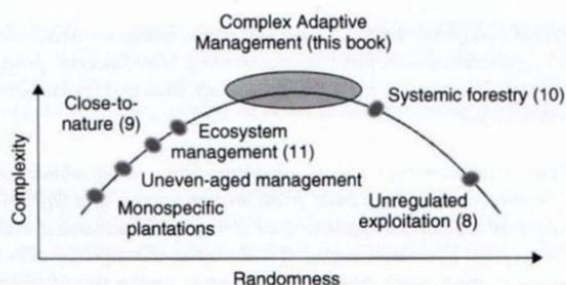 Complex Adaptive
Management (this book)
Close-to-
nature (9)
Systemic forestry (10)
Ecosystem
management (11)
Uneven-aged management
Monospecific
plantations
Unregulated
exploitation (8)
Complexity
Randomness